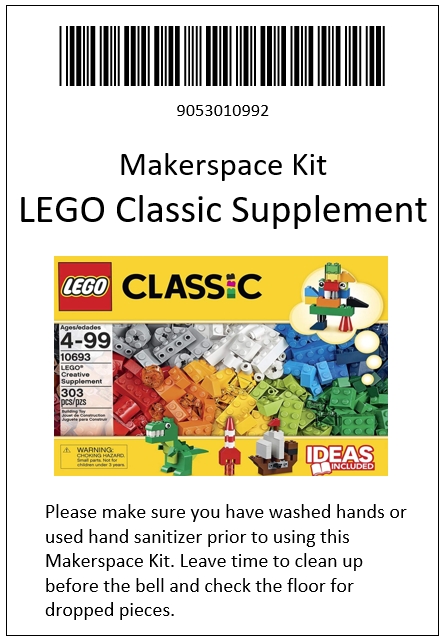 9053010992
Makerspace Kit
LEGO Classic Supplement
LEGO
CLASSIC
Ages/edades
4-99
10693
LEGO®
Creative
Supplement
303
pcs/pzs
Building Toy
Jouet de Construction
Juguete para Construir
WARNING:
CHOKING HAZARD.
Small parts. Not for
children under 3 years.
IDEAS
INCLUDED
Please make sure you have washed hands or
used hand sanitizer prior to using this
Makerspace Kit. Leave time to clean up
before the bell and check the floor for
dropped pieces.